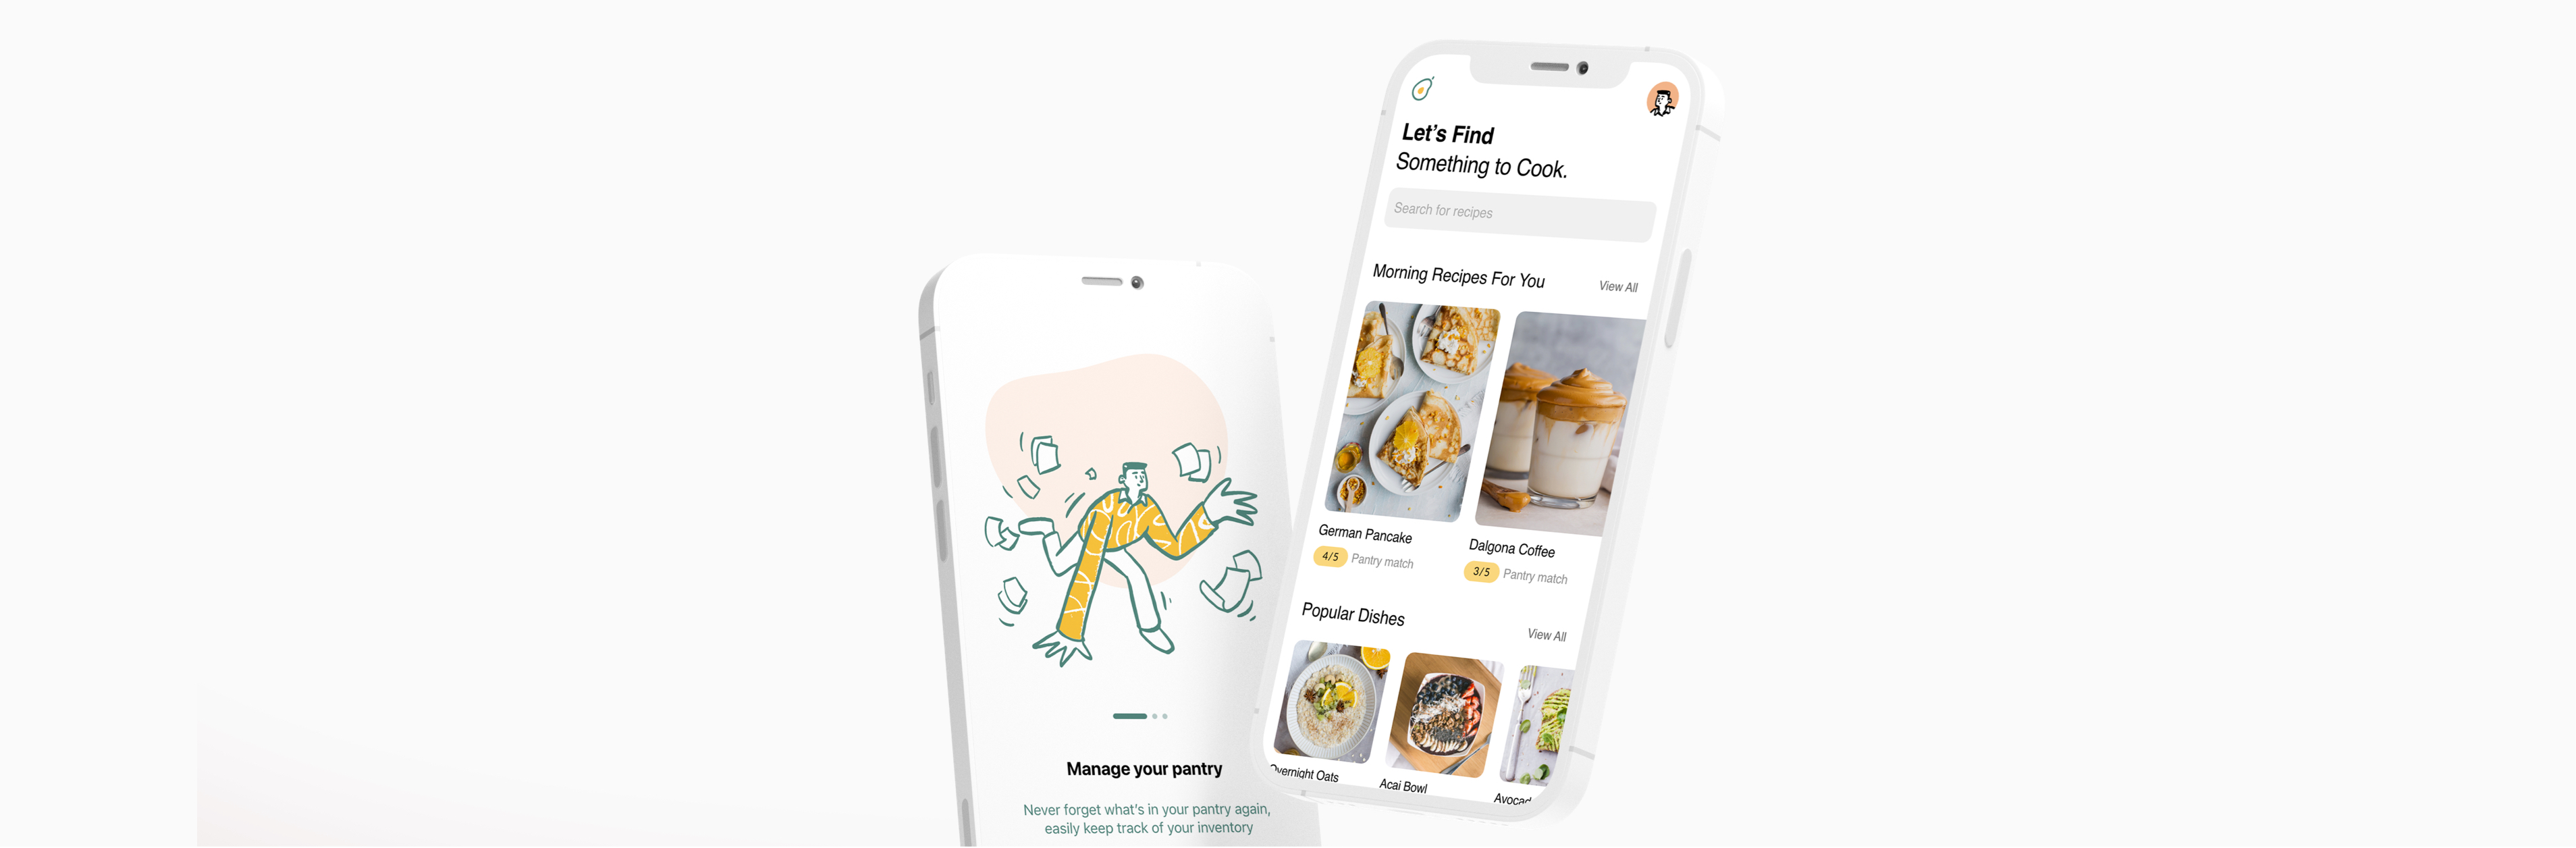 Let's Find
Something to Cook.
Search for recipes
Morning Recipes For You
View All
German Pancake
Dalgona Coffee
4/5 Pantry match
3/5 Pantry match
Popular Dishes
View All
Overnight Oats
Acai Bowl
Avocad
Manage your pantry
Never forget what's in your pantry again,
easily keep track of your inventory